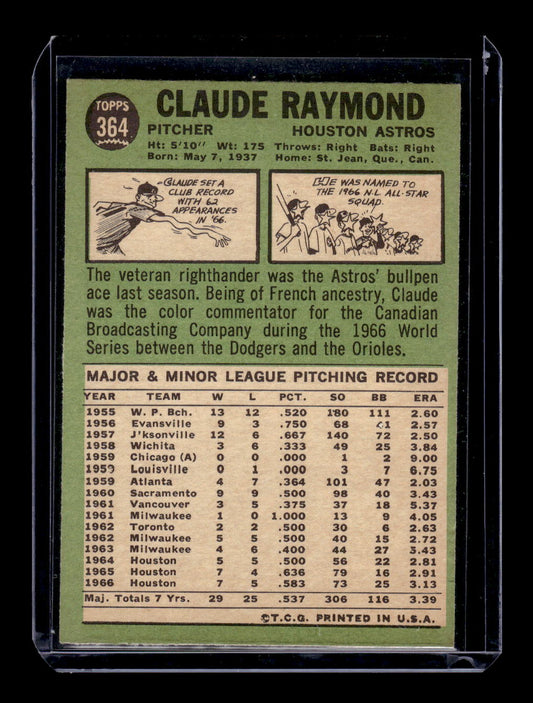 TOPPS
364
CLAUDE RAYMOND
PITCHER HOUSTON ASTROS
Ht: 5'10" Wt: 175 Throws: Right Bats: Right
Born: May 7, 1937 Home: St. Jean, Que., Can.
CLAUDE SET A
CLUB RECORD
WITH 62
APPEARANCES
IN '66.
HE WAS NAMED TO
THE 1966 N.L. ALL-STAR
SQUAD.
The veteran righthander was the Astros' bullpen
ace last season. Being of French ancestry, Claude
was the color commentator for the Canadian
Broadcasting Company during the 1966 World
Series between the Dodgers and the Orioles.
MAJOR & MINOR LEAGUE PITCHING RECORD
YEAR TEAM W L PCT. SO BB ERA
1955 W. P. Bch. 13 12 .520 180 111 2.60
1956 Evansville 9 3 .750 68 41 2.57
1957 J'ksonville 12 6 .667 140 72 2.50
1958 Wichita 3 6 .333 49 25 3.84
1959 Chicago (A) 0 0 .000 1 2 9.00
1959 Louisville 0 1 .000 3 7 6.75
1959 Atlanta 4 7 .364 101 47 2.03
1960 Sacramento 9 9 .500 98 40 3.43
1961 Vancouver 3 5 .375 37 18 5.37
1961 Milwaukee 1 0 1.000 13 9 4.05
1962 Toronto 2 2 .500 30 6 2.63
1962 Milwaukee 5 5 .500 40 15 2.72
1963 Milwaukee 4 6 .400 44 27 5.43
1964 Houston 5 5 .500 56 22 2.81
1965 Houston 7 4 .636 79 16 2.91
1966 Houston 7 5 .583 73 25 3.13
Maj. Totals 7 Yrs. 29 25 .537 306 116 3.39
©T.C.G. PRINTED IN U.S.A.